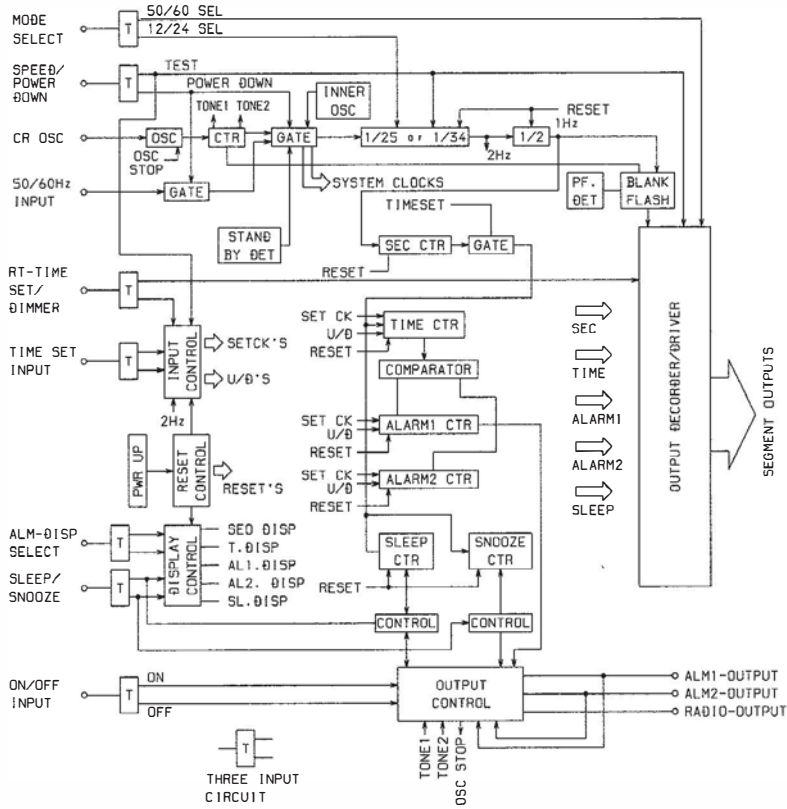 MODE
SELECT
T
50/60 SEL
12/24 SEL
SPEED/
POWER
DOWN
T
TEST
POWER DOWN
TONE1 TONE2
INNER
OSC
RESET
CR OSC
OSC
CTR
GATE
1/25 or 1/34
1/2
1Hz
2Hz
OSC
STOP
50/60Hz
INPUT
GATE
SYSTEM CLOCKS
PF.
DET
BLANK
FLASH
STAND
BY DET
TIMESET
SEC CTR
GATE
RESET
RT-TIME
SET/
DIMMER
T
TIME SET
INPUT
T
INPUT
CONTROL
SETCK'S
U/D'S
2Hz
SET CK
U/D
RESET
TIME CTR
COMPARATOR
SET CK
U/D
RESET
ALARM1 CTR
SET CK
U/D
RESET
ALARM2 CTR
SEC
TIME
ALARM1
ALARM2
SLEEP
OUTPUT DECORDER/DRIVER
SEGMENT OUTPUTS
PWR UP
RESET
CONTROL
RESET'S
ALM-DISP
SELECT
T
SLEEP/
SNOOZE
T
DISPLAY
CONTROL
SEO DISP
T.DISP
AL1.DISP
AL2. DISP
SL.DISP
SLEEP
CTR
SNOOZE
CTR
RESET
CONTROL
CONTROL
ON/OFF
INPUT
T
ON
OFF
OUTPUT
CONTROL
ALM1-OUTPUT
ALM2-OUTPUT
RADIO-OUTPUT
TONE1
TONE2
OSC STOP
T
THREE INPUT
CIRCUIT